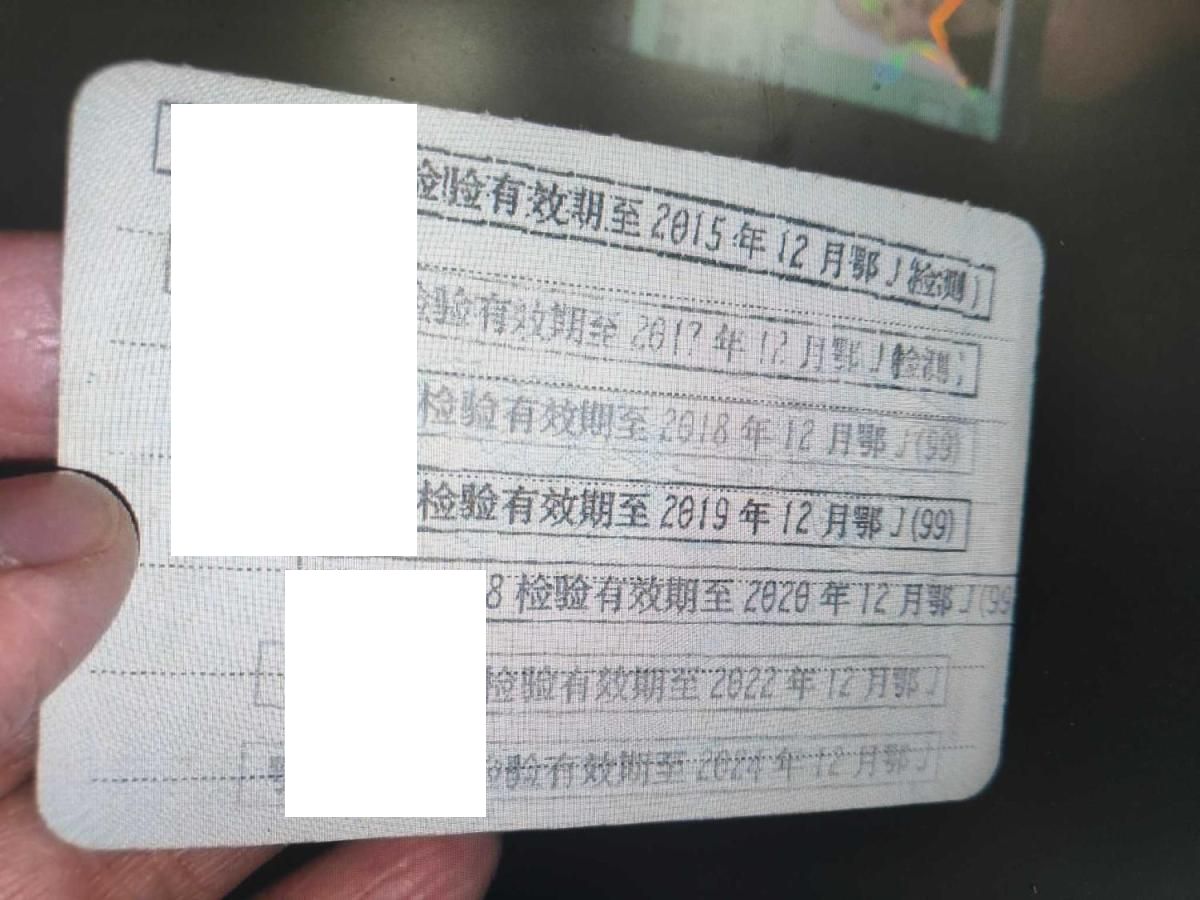 检验有效期至2015年12月鄂J(检测)
检验有效期至2017年12月鄂J(检测)
检验有效期至2018年12月鄂J(99)
检验有效期至2019年12月鄂J(99)
8检验有效期至2020年12月鄂J(99
检验有效期至2022年12月鄂J
检验有效期至2024年12月鄂J